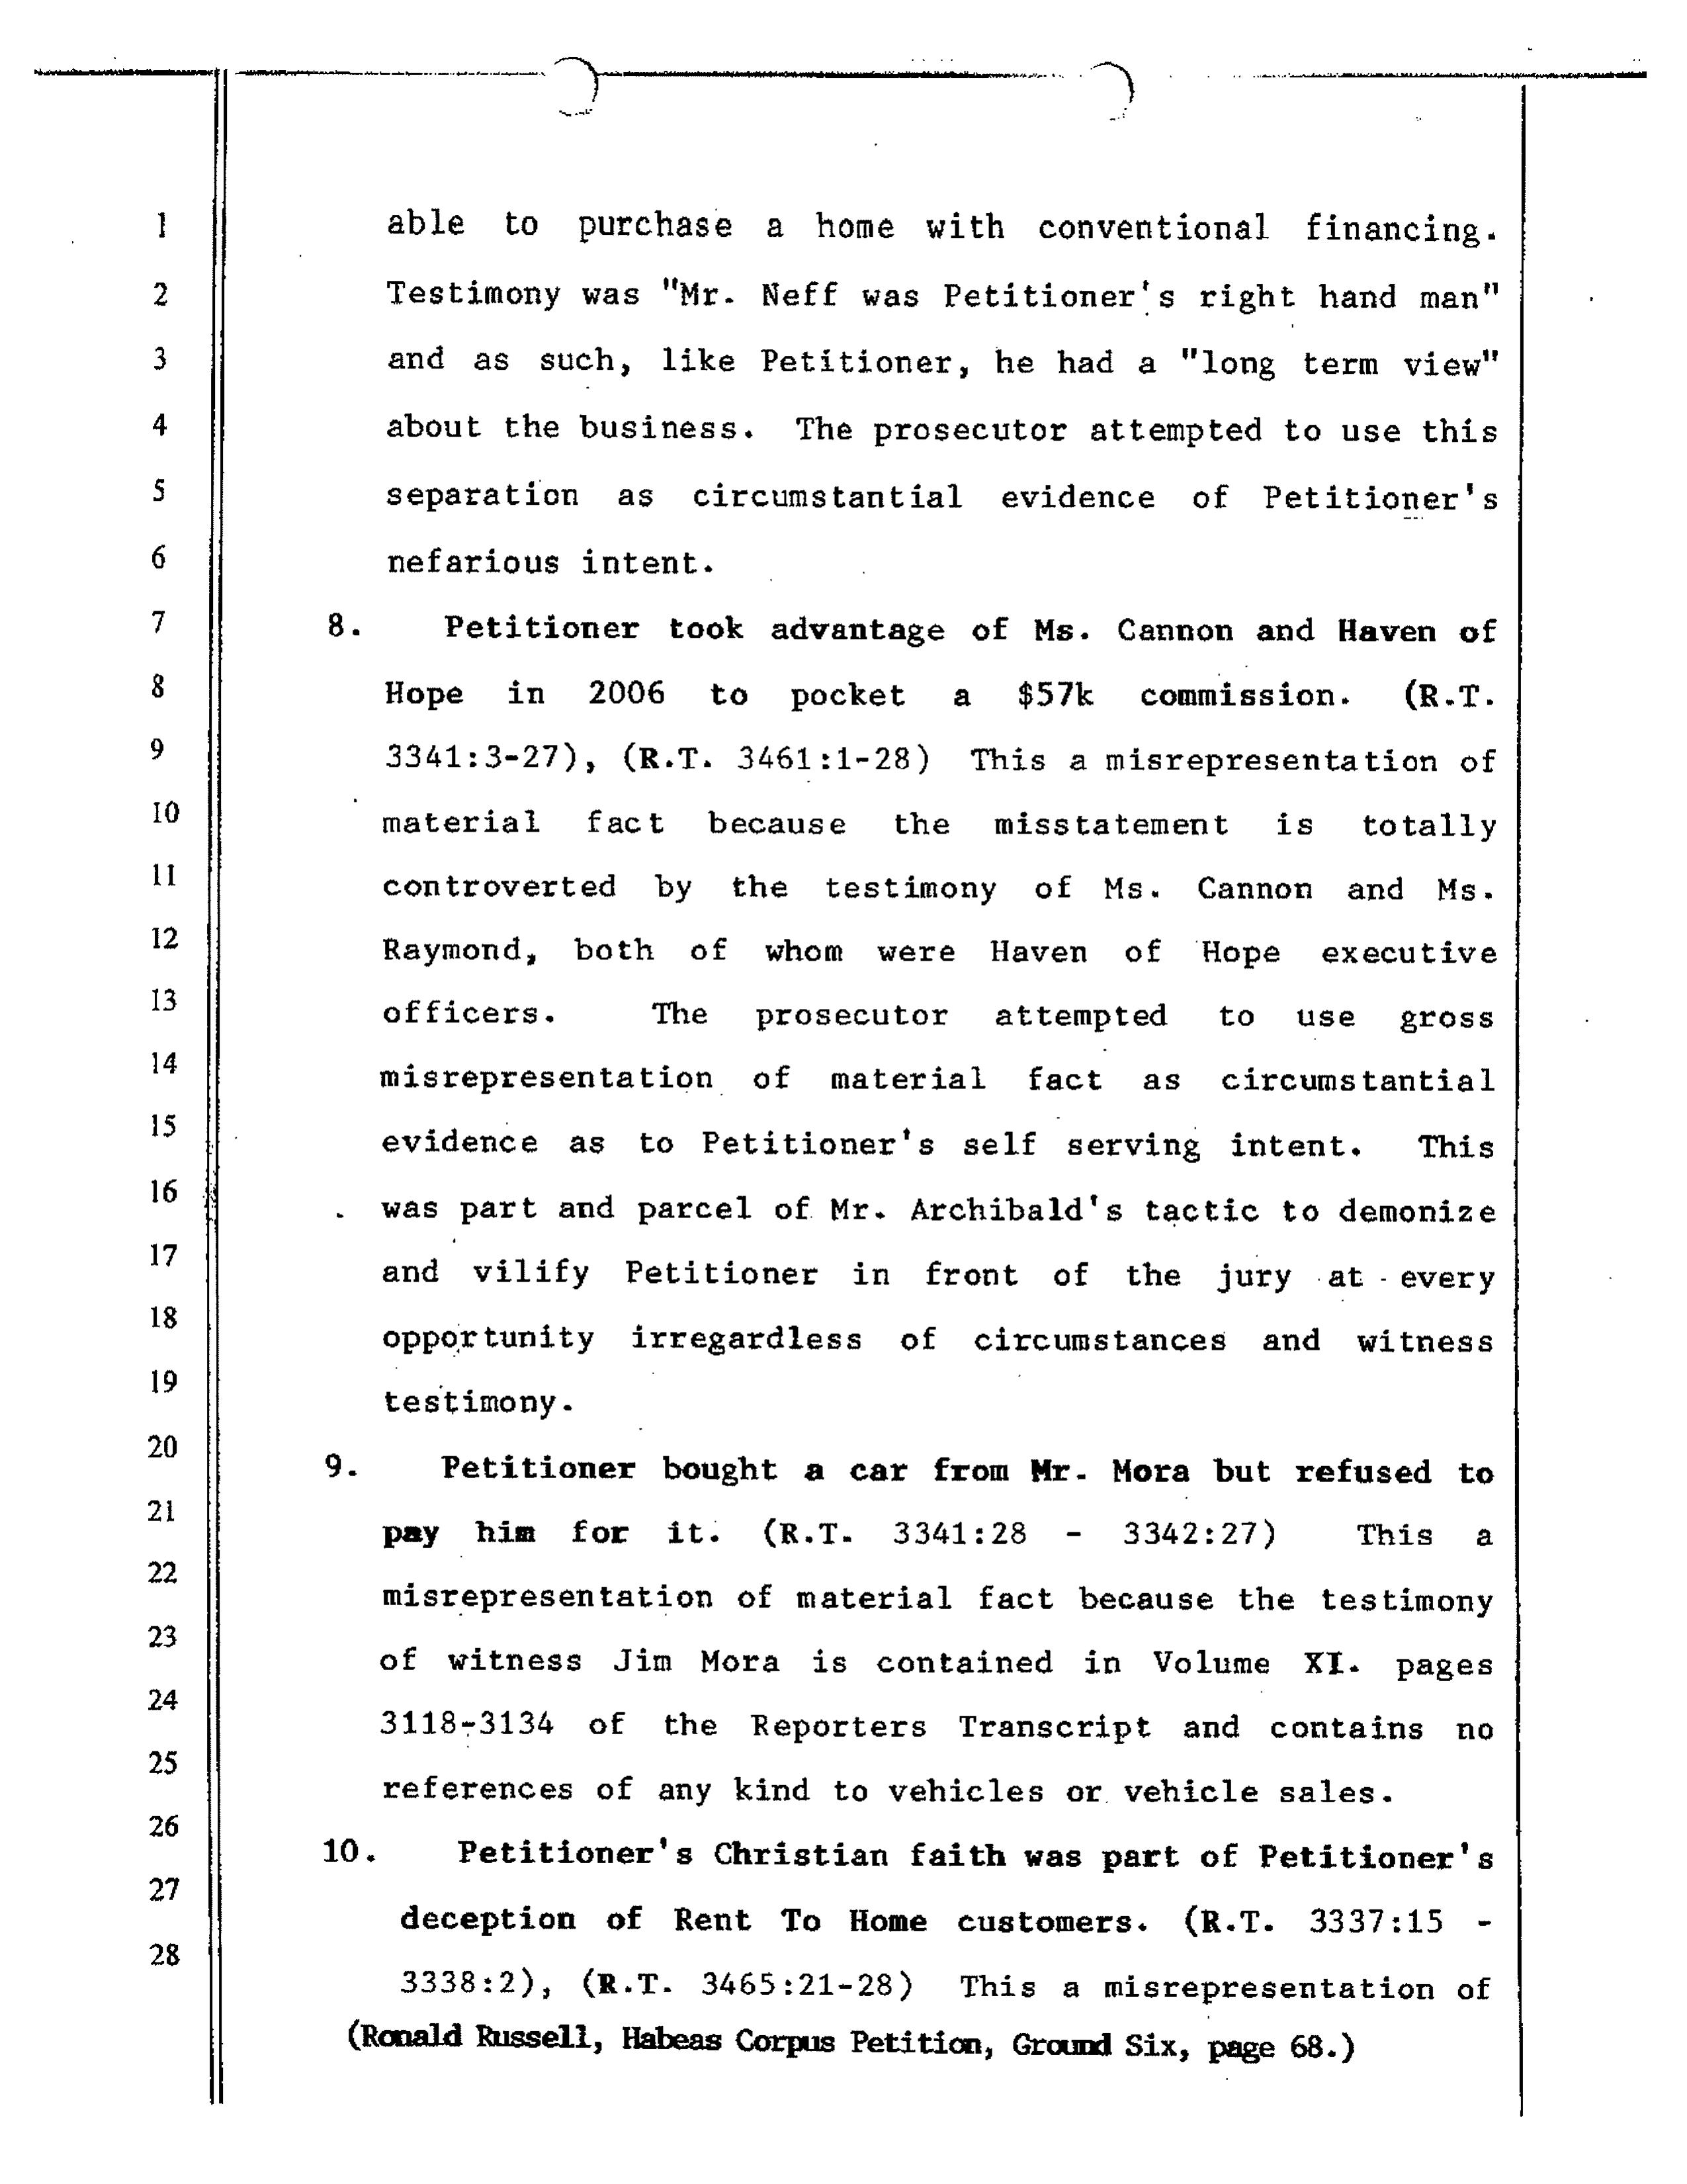 1 able to purchase a home with conventional financing.
2 Testimony was "Mr. Neff was Petitioner's right hand man"
3 and as such, like Petitioner, he had a "long term view"
4 about the business. The prosecutor attempted to use this
5 separation as circumstantial evidence of Petitioner's
6 nefarious intent.
7 8. Petitioner took advantage of Ms. Cannon and Haven of
8 Hope in 2006 to pocket a $57k commission. (R.T.
9 3341:3-27), (R.T. 3461:1-28) This a misrepresentation of
10 material fact because the misstatement is totally
11 controverted by the testimony of Ms. Cannon and Ms.
12 Raymond, both of whom were Haven of Hope executive
13 officers. The prosecutor attempted to use gross
14 misrepresentation of material fact as circumstantial
15 evidence as to Petitioner's self serving intent. This
16 was part and parcel of Mr. Archibald's tactic to demonize
17 and vilify Petitioner in front of the jury at every
18 opportunity irregardless of circumstances and witness
19 testimony.
20 9. Petitioner bought a car from Mr. Mora but refused to
21 pay him for it. (R.T. 3341:28 - 3342:27) This a
22 misrepresentation of material fact because the testimony
23 of witness Jim Mora is contained in Volume XI. pages
24 3118-3134 of the Reporters Transcript and contains no
25 references of any kind to vehicles or vehicle sales.
26 10. Petitioner's Christian faith was part of Petitioner's
27 deception of Rent To Home customers. (R.T. 3337:15 -
28 3338:2), (R.T. 3465:21-28) This a misrepresentation of
(Ronald Russell, Habeas Corpus Petition, Ground Six, page 68.)